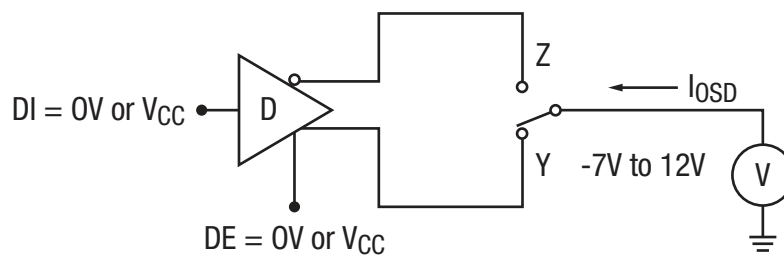 Z
I_OSD
DI = 0V or V_CC
D
Y
-7V to 12V
V
DE = 0V or V_CC